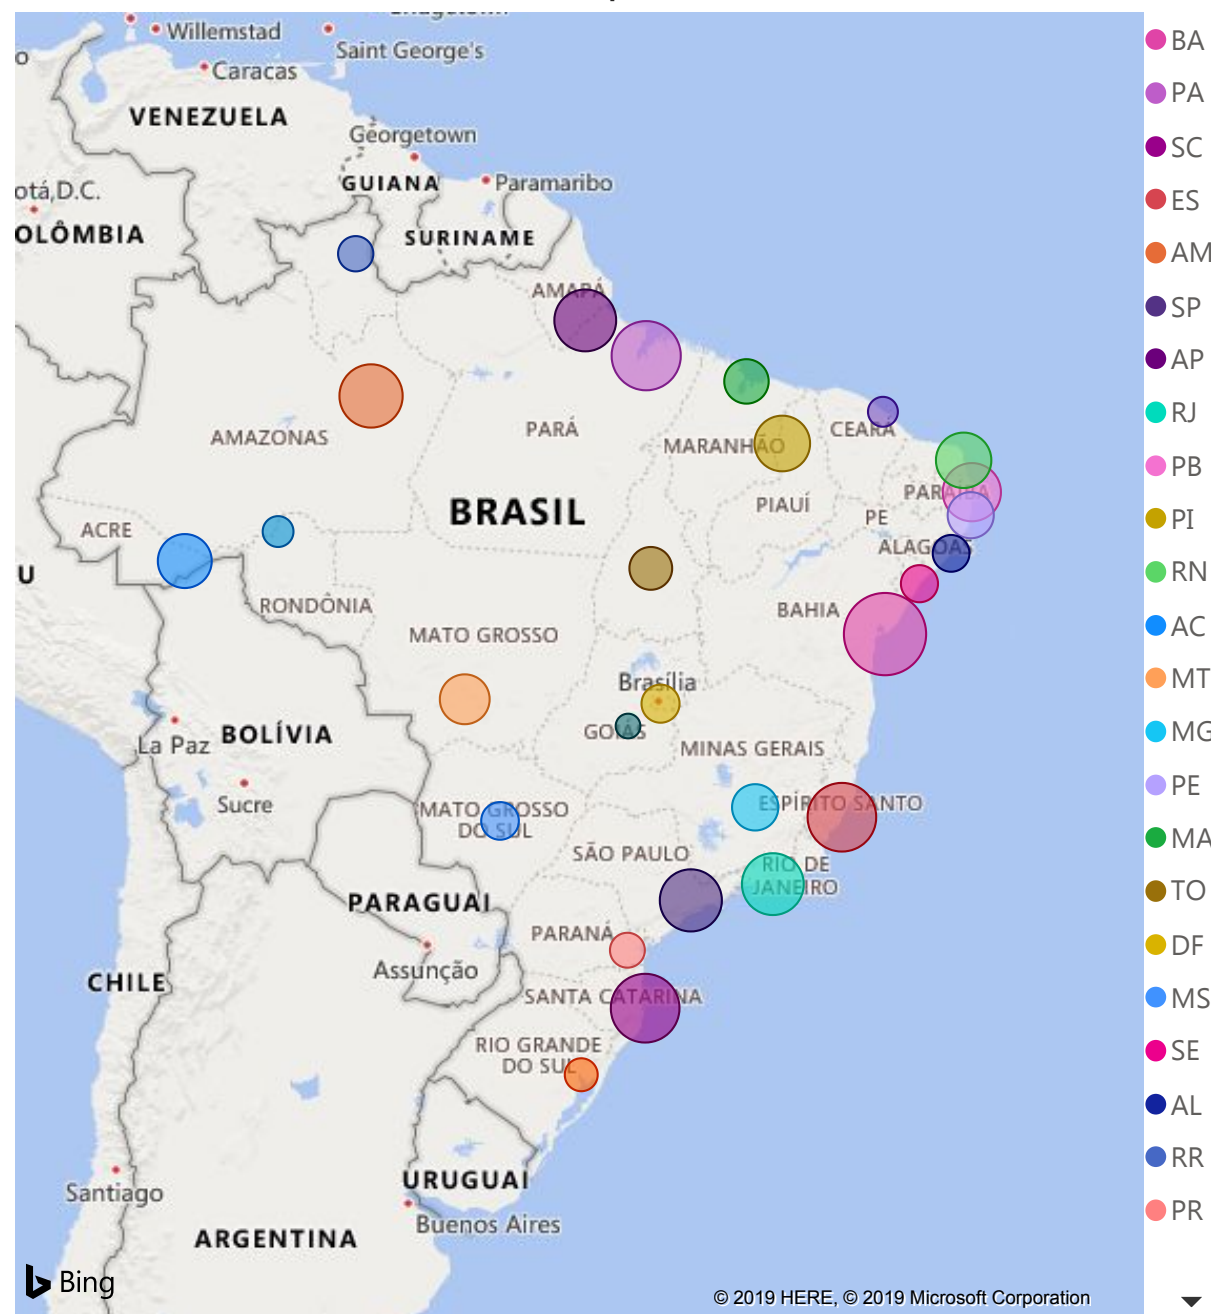 Willemstad
Saint George's
Caracas
VENEZUELA
Georgetown
GUIANA
Paramaribo
otá,D.C.
OLÔMBIA
SURINAME
AMAPÁ
AMAZONAS
PARÁ
MARANHÃO
CEARÁ
PARAÍBA
PIAUÍ
PE
BRASIL
ACRE
ALAGOAS
U
RONDÔNIA
BAHIA
MATO GROSSO
Brasília
GOIÁS
La Paz
BOLÍVIA
MINAS GERAIS
Sucre
MATO GROSSO
DO SUL
ESPÍRITO SANTO
SÃO PAULO
RIO DE
JANEIRO
PARAGUAI
PARANÁ
Assunção
CHILE
SANTA CATARINA
RIO GRANDE
DO SUL
URUGUAI
Santiago
Buenos Aires
ARGENTINA
Bing
© 2019 HERE, © 2019 Microsoft Corporation
BA
PA
SC
ES
AM
SP
AP
RJ
PB
PI
RN
AC
MT
MG
PE
MA
TO
DF
MS
SE
AL
RR
PR